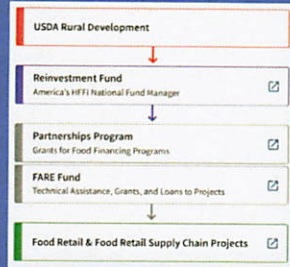 USDA Rural Development
Reinvestment Fund
America's HFFI National Fund Manager
Partnerships Program
Grants for Food Financing Programs
FARE Fund
Technical Assistance, Grants, and Loans to Projects
Food Retail & Food Retail Supply Chain Projects